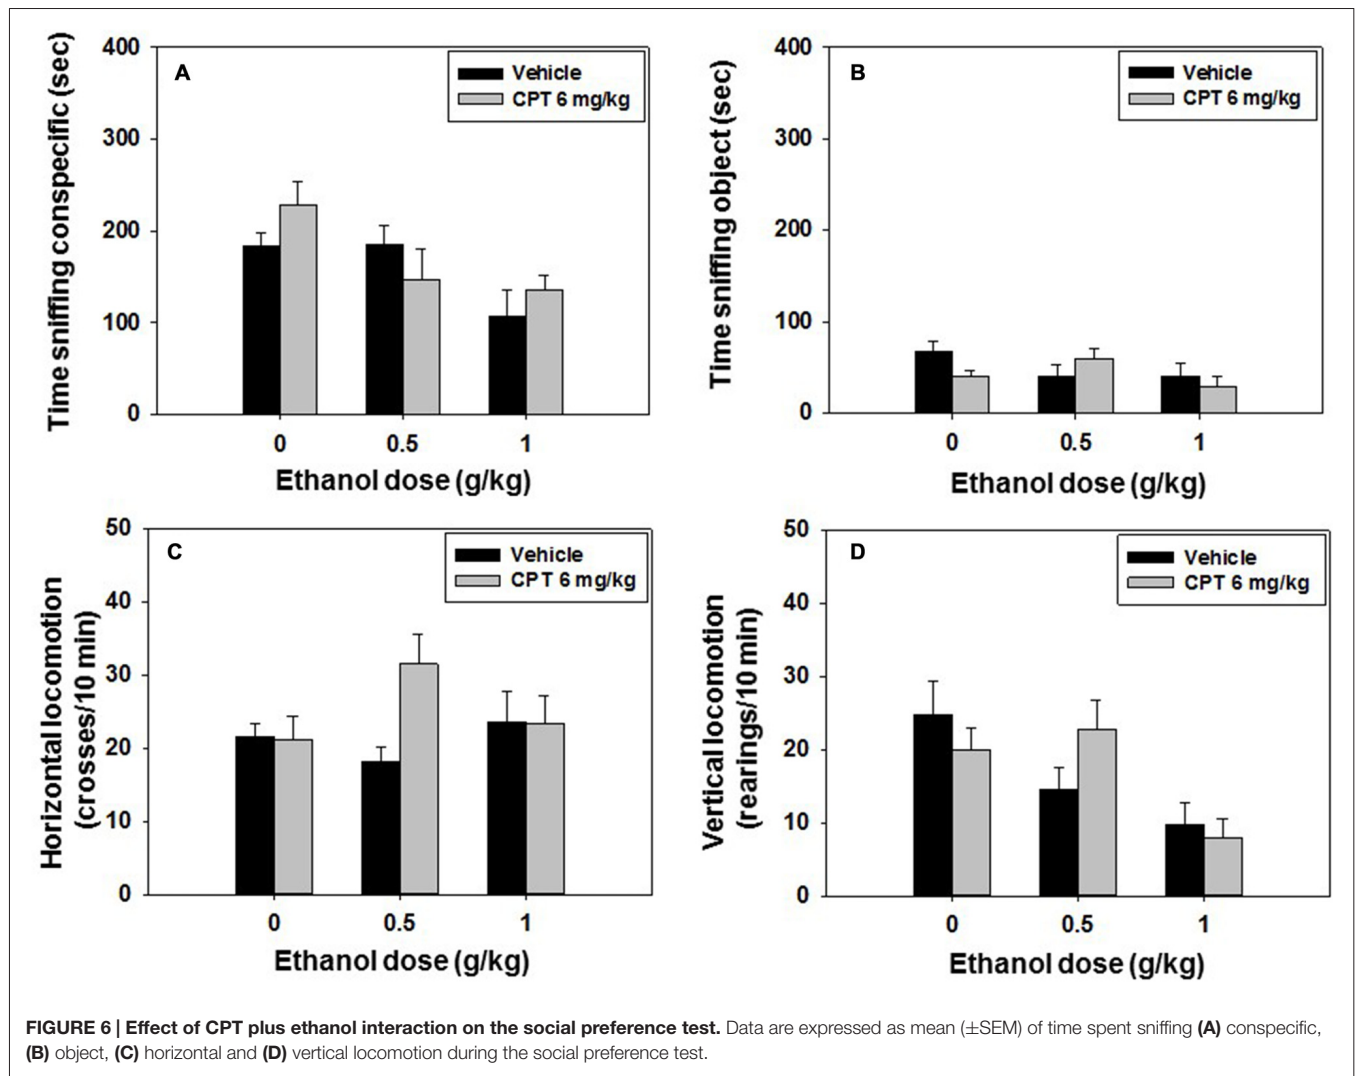 Time sniffing conspecific (sec)
400
300
200
100
0
A
Vehicle
CPT 6 mg/kg
0 0.5 1
Ethanol dose (g/kg)
Time sniffing object (sec)
400
300
200
100
0
B
Vehicle
CPT 6 mg/kg
0 0.5 1
Ethanol dose (g/kg)
Horizontal locomotion
(crosses/10 min)
50
40
30
20
10
0
C
Vehicle
CPT 6 mg/kg
0 0.5 1
Ethanol dose (g/kg)
Vertical locomotion
(rearings/10 min)
50
40
30
20
10
0
D
Vehicle
CPT 6 mg/kg
0 0.5 1
Ethanol dose (g/kg)
FIGURE 6 | Effect of CPT plus ethanol interaction on the social preference test. Data are expressed as mean (±SEM) of time spent sniffing (A) conspecific,
(B) object, (C) horizontal and (D) vertical locomotion during the social preference test.